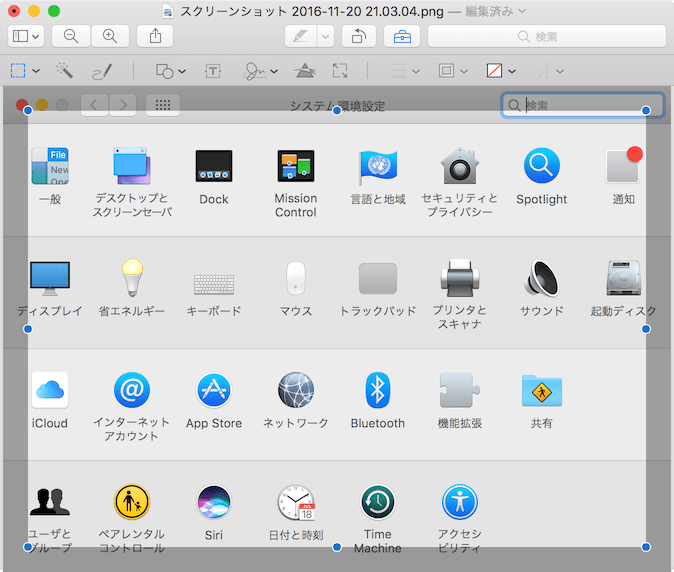 スクリーンショット 2016-11-20 21.03.04.png — 編集済み
検索
システム環境設定
検索
File
New
One
一般
デスクトップと
スクリーンセーバ
Dock
Mission
Control
言語と地域
セキュリティと
プライバシー
Spotlight
通知
ディスプレイ
省エネルギー
キーボード
マウス
トラックパッド
プリンタと
スキャナ
サウンド
起動ディスク
iCloud
インターネット
アカウント
App Store
ネットワーク
Bluetooth
機能拡張
共有
ユーザと
グループ
ペアレンタル
コントロール
Siri
JUL
18
日付と時刻
Time
Machine
アクセシ
ビリティ